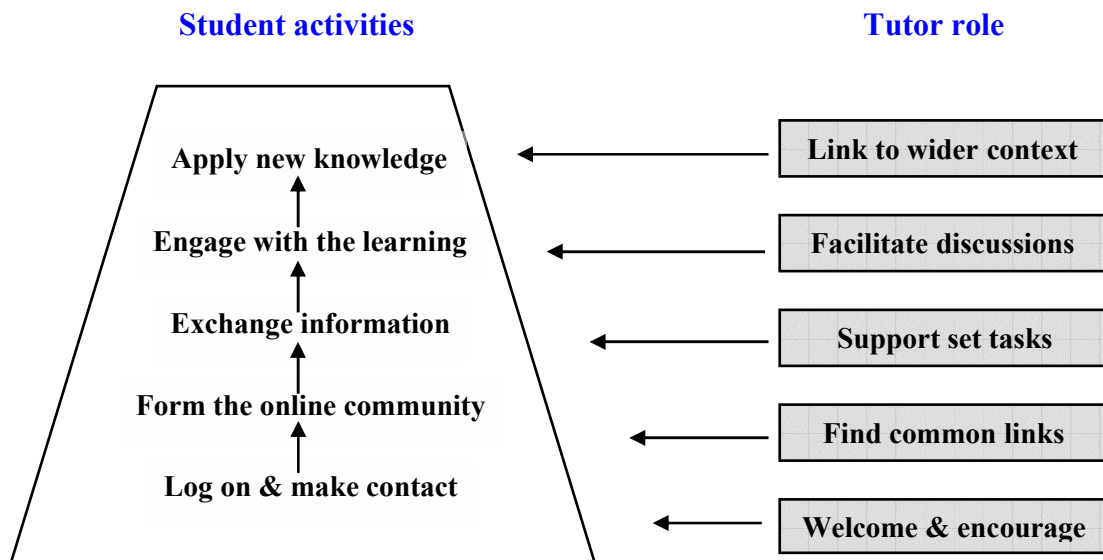 Student activities
Tutor role
Apply new knowledge
Link to wider context
Engage with the learning
Facilitate discussions
Exchange information
Support set tasks
Form the online community
Find common links
Log on & make contact
Welcome & encourage